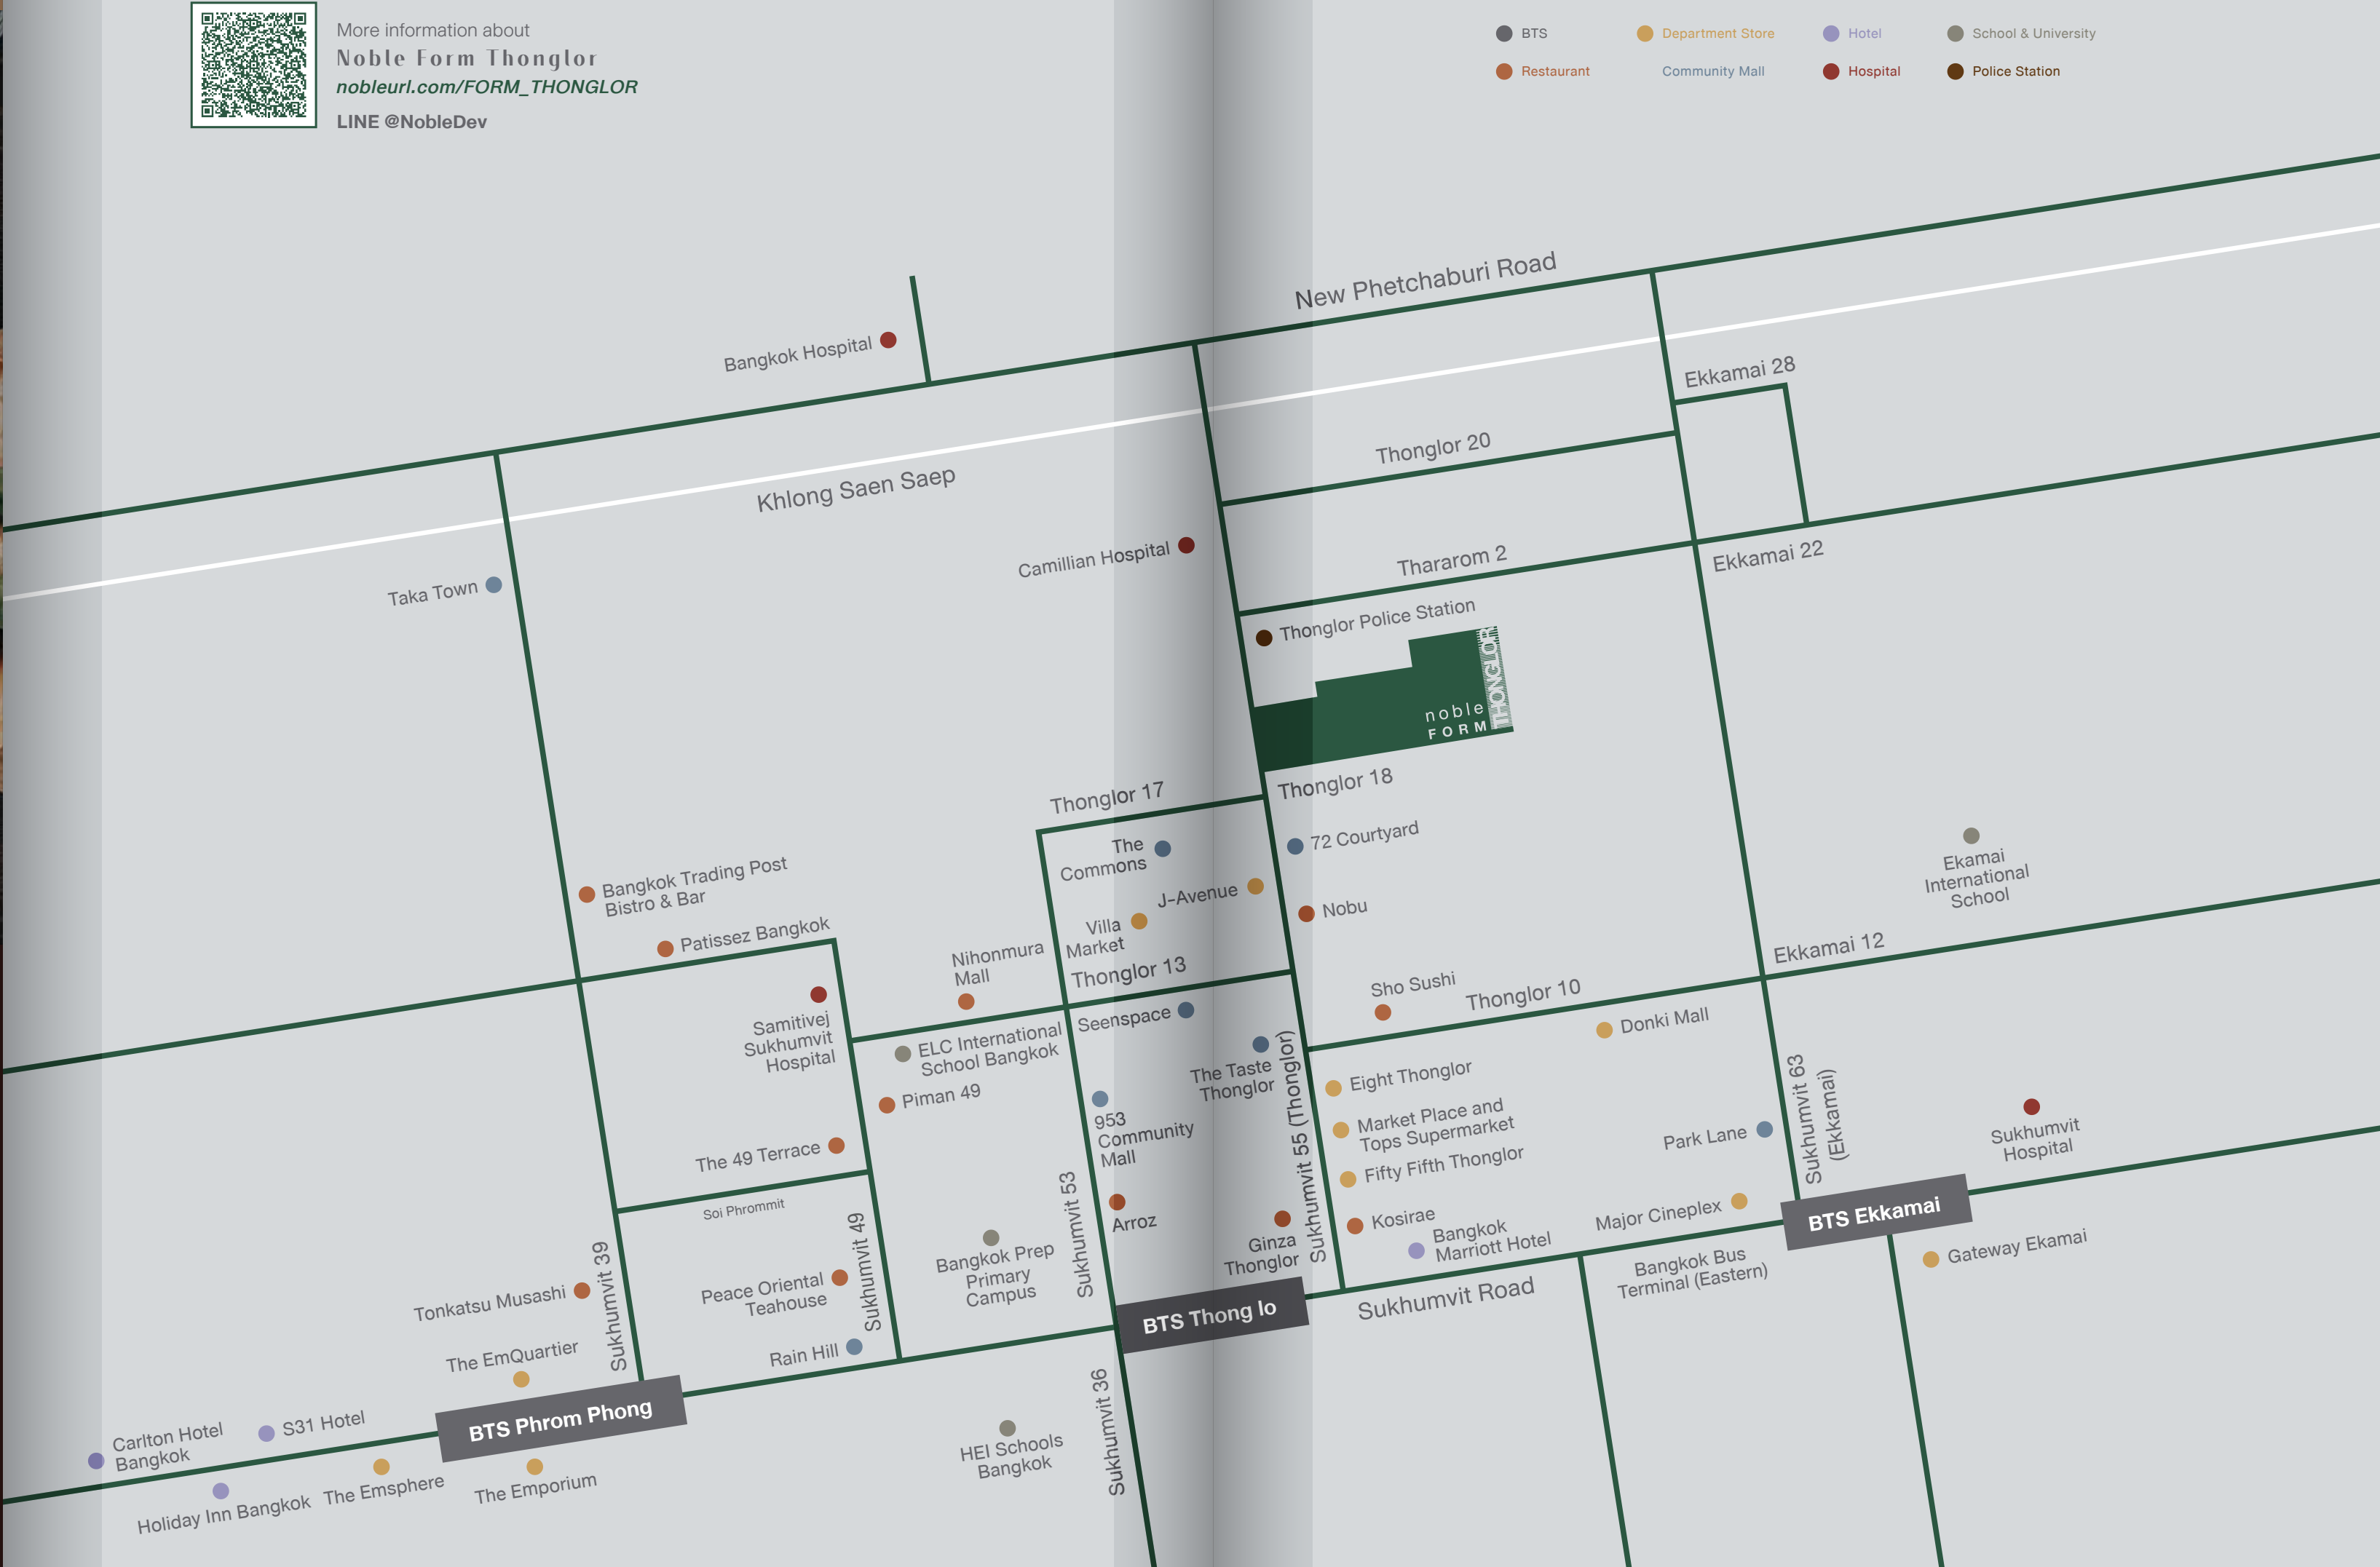 More information about
Noble Form Thonglor
nobleurl.com/FORM_THONGLOR
LINE @NobleDev
BTS
Department Store
Hotel
School & University
Restaurant
Community Mall
Hospital
Police Station
New Phetchaburi Road
Bangkok Hospital
Ekkamai 28
Thonglor 20
Khlong Saen Saep
Camillian Hospital
Thararom 2
Ekkamai 22
Taka Town
Thonglor Police Station
noble
FORM
THONGLOR
Thonglor 17
Thonglor 18
The
Commons
72 Courtyard
J-Avenue
Nobu
Villa
Market
Bangkok Trading Post
Bistro & Bar
Patissez Bangkok
Nihonmura
Mall
Thonglor 13
Ekamai
International
School
Ekkamai 12
Sho Sushi
Thonglor 10
Samitivej
Sukhumvit
Hospital
ELC International
School Bangkok
Seenspace
Donki Mall
Piman 49
The Taste
Thonglor
Sukhumvit 55 (Thonglor)
Eight Thonglor
953
Community
Mall
Market Place and
Tops Supermarket
Park Lane
Sukhumvit 63
(Ekkamai)
Sukhumvit
Hospital
The 49 Terrace
Fifty Fifth Thonglor
Soi Phrommit
Sukhumvit 53
Arroz
Kosirae
Major Cineplex
BTS Ekkamai
Sukhumvit 39
Sukhumvit 49
Bangkok Prep
Primary
Campus
Ginza
Thonglor
Bangkok
Marriott Hotel
Bangkok Bus
Terminal (Eastern)
Gateway Ekamai
Tonkatsu Musashi
Peace Oriental
Teahouse
BTS Thong lo
Sukhumvit Road
The EmQuartier
Rain Hill
BTS Phrom Phong
Sukhumvit 36
Carlton Hotel
Bangkok
S31 Hotel
HEI Schools
Bangkok
Holiday Inn Bangkok
The Emsphere
The Emporium